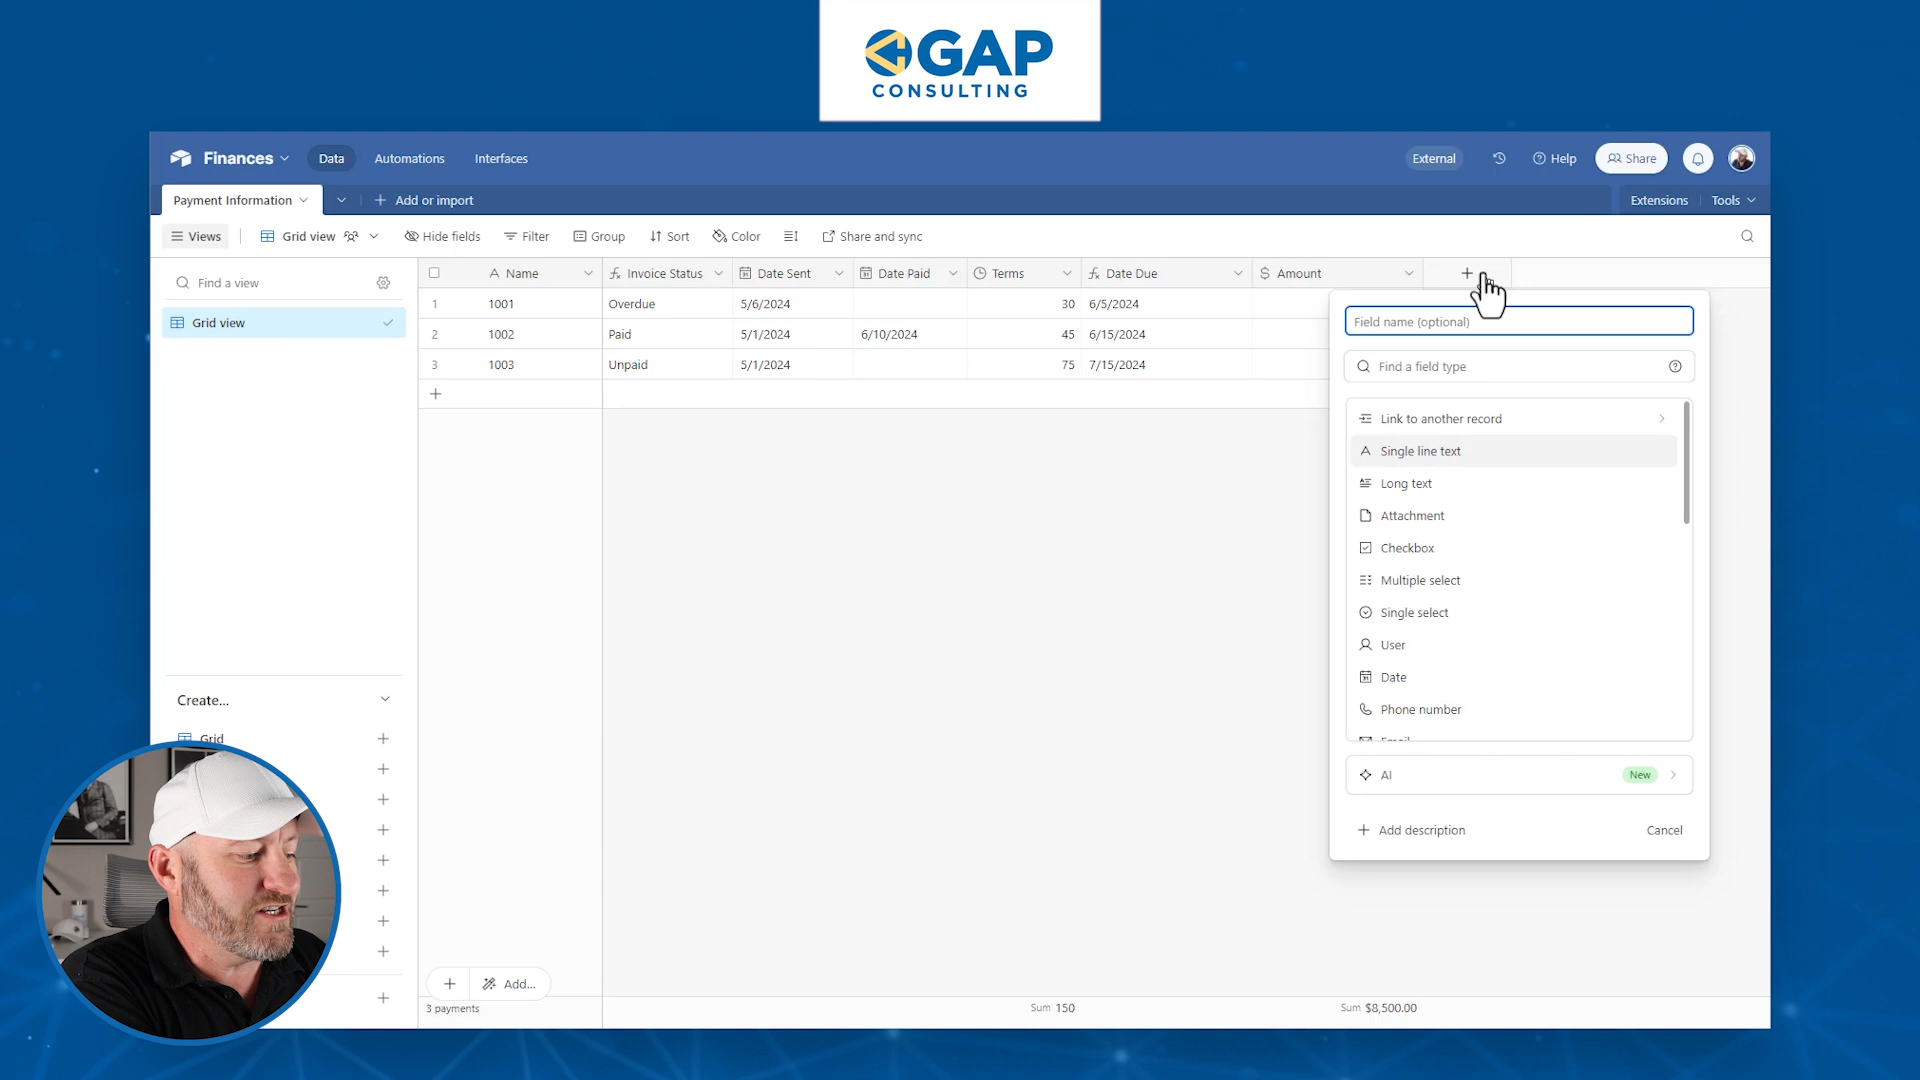 GAP
CONSULTING
Finances
Data
Automations
Interfaces
External
Help
Share
Payment Information
Add or import
Extensions
Tools
Views
Grid view
Hide fields
Filter
Group
Sort
Color
Share and sync
Find a view
Grid view
Create...
Grid
Name
Invoice Status
Date Sent
Date Paid
Terms
Date Due
Amount
1 1001 Overdue 5/6/2024 30 6/5/2024
2 1002 Paid 5/1/2024 6/10/2024 45 6/15/2024
3 1003 Unpaid 5/1/2024 75 7/15/2024
Field name (optional)
Find a field type
Link to another record
Single line text
Long text
Attachment
Checkbox
Multiple select
Single select
User
Date
Phone number
Email
AI
New
Add description
Cancel
Add...
3 payments
Sum 150
Sum $8,500.00